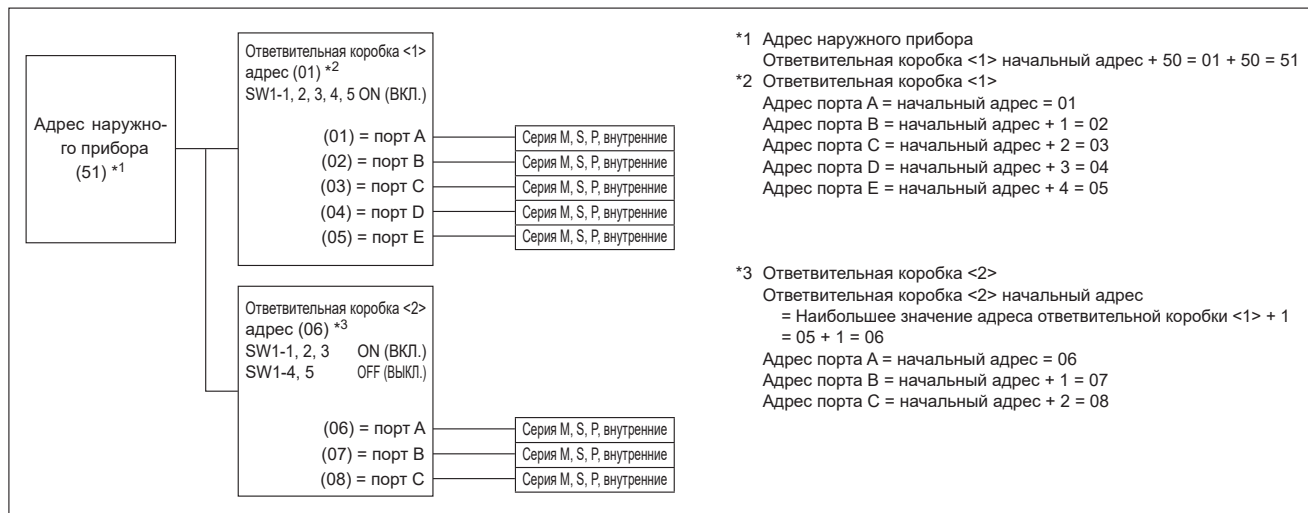 Адрес наружно-
го прибора
(51) *1
Ответвительная коробка <1>
адрес (01) *2
SW1-1, 2, 3, 4, 5 ON (ВКЛ.)
(01) = порт A
(02) = порт B
(03) = порт C
(04) = порт D
(05) = порт E
Серия M, S, P, внутренние
Серия M, S, P, внутренние
Серия M, S, P, внутренние
Серия M, S, P, внутренние
Серия M, S, P, внутренние
Ответвительная коробка <2>
адрес (06) *3
SW1-1, 2, 3 ON (ВКЛ.)
SW1-4, 5 OFF (ВЫКЛ.)
(06) = порт A
(07) = порт B
(08) = порт C
Серия M, S, P, внутренние
Серия M, S, P, внутренние
Серия M, S, P, внутренние
*1 Адрес наружного прибора
Ответвительная коробка <1> начальный адрес + 50 = 01 + 50 = 51
*2 Ответвительная коробка <1>
Адрес порта A = начальный адрес = 01
Адрес порта B = начальный адрес + 1 = 02
Адрес порта C = начальный адрес + 2 = 03
Адрес порта D = начальный адрес + 3 = 04
Адрес порта E = начальный адрес + 4 = 05
*3 Ответвительная коробка <2>
Ответвительная коробка <2> начальный адрес
= Наибольшее значение адреса ответвительной коробки <1> + 1
= 05 + 1 = 06
Адрес порта A = начальный адрес = 06
Адрес порта B = начальный адрес + 1 = 07
Адрес порта C = начальный адрес + 2 = 08